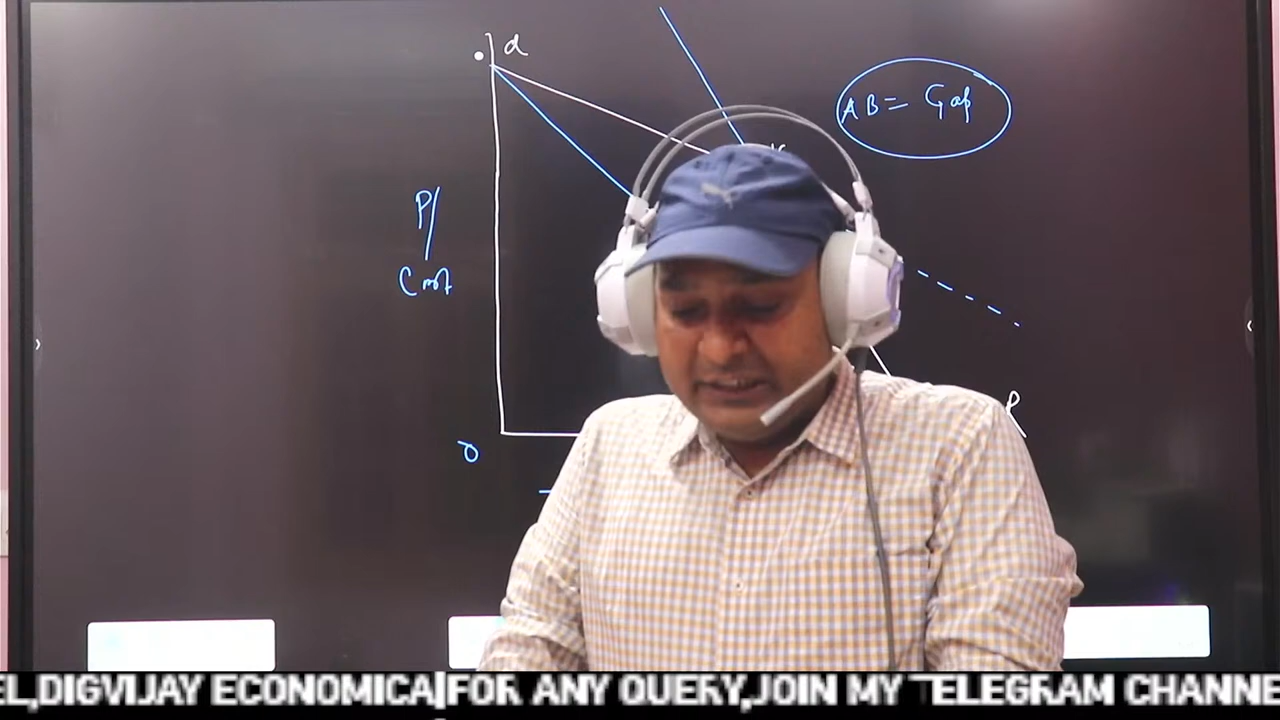 d
AB = Gap
P/
Cost
K
R
O
EL,DIGVIJAY ECONOMICA|FOR ANY QUERY,JOIN MY TELEGRAM CHANNE